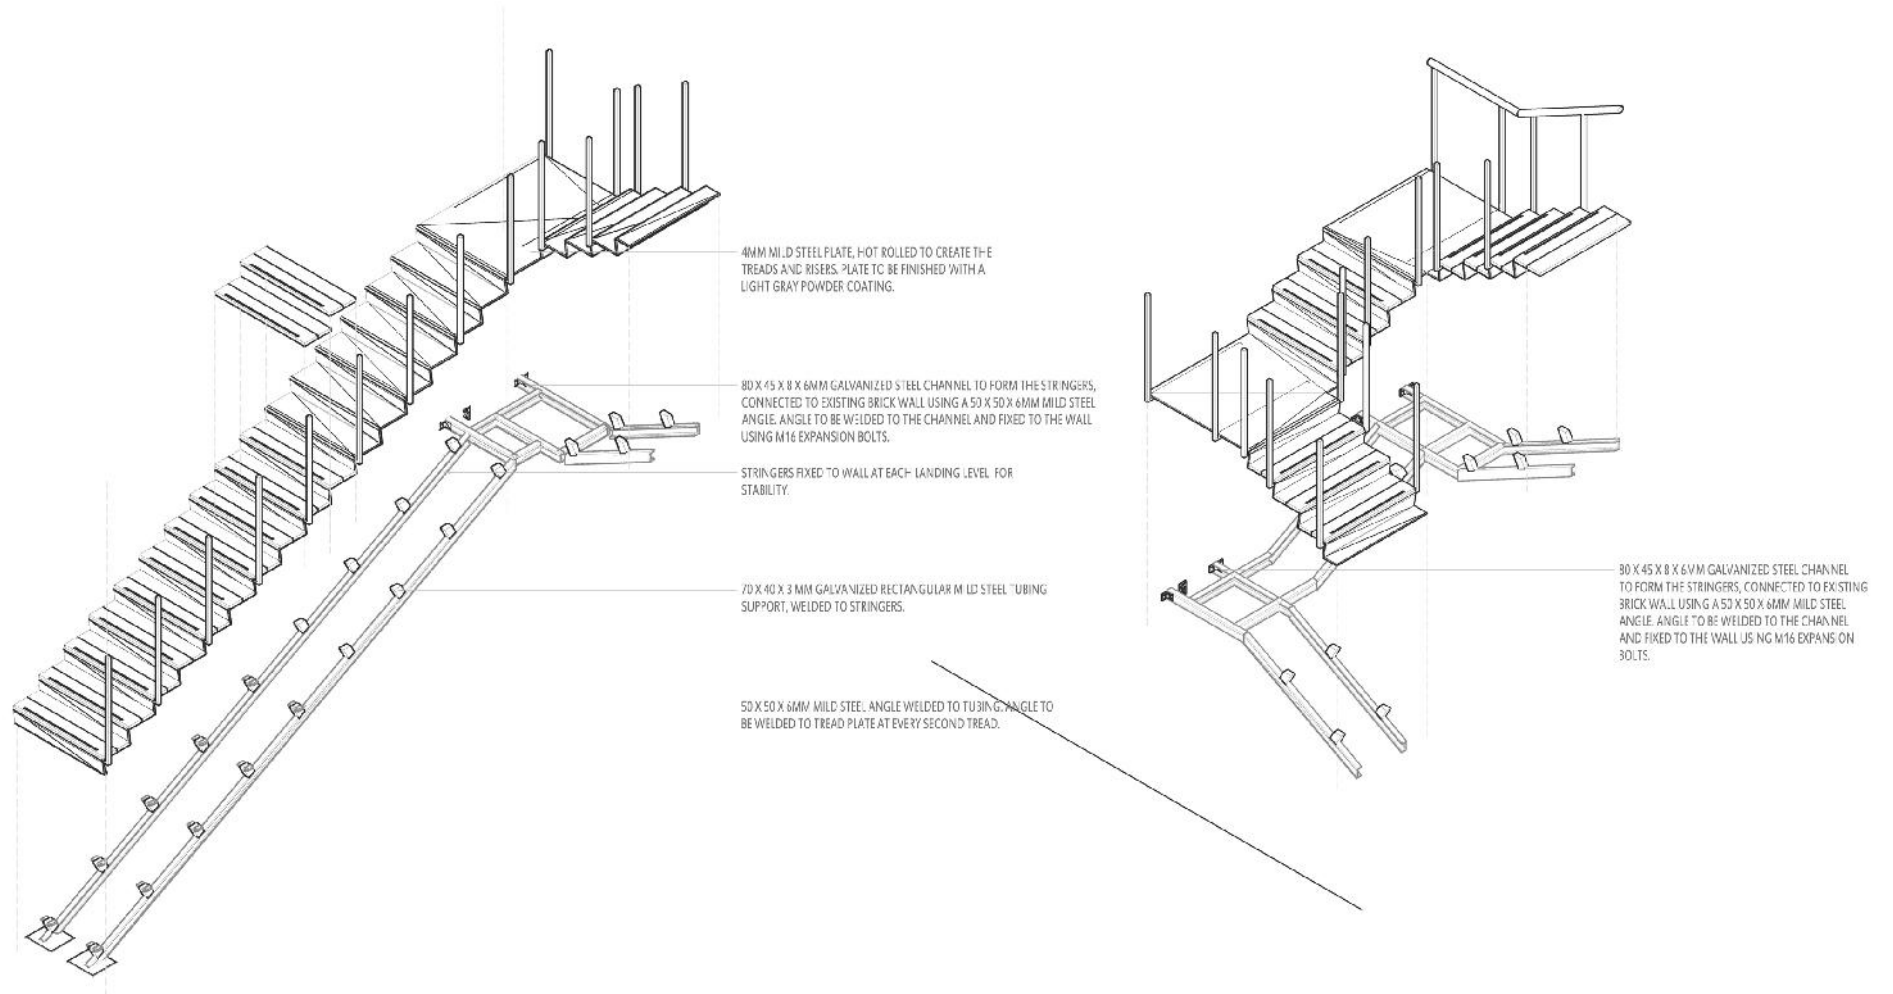 4MM MILD STEEL PLATE, HOT ROLLED TO CREATE THE
TREADS AND RISERS. PLATE TO BE FINISHED WITH A
LIGHT GRAY POWDER COATING.
80 X 45 X 8 X 6MM GALVANIZED STEEL CHANNEL TO FORM THE STRINGERS,
CONNECTED TO EXISTING BRICK WALL USING A 50 X 50 X 6MM MILD STEEL
ANGLE. ANGLE TO BE WELDED TO THE CHANNEL AND FIXED TO THE WALL
USING M16 EXPANSION BOLTS.
STRINGERS FIXED TO WALL AT EACH LANDING LEVEL FOR
STABILITY.
70 X 40 X 3 MM GALVANIZED RECTANGULAR MILD STEEL TUBING
SUPPORT, WELDED TO STRINGERS.
50 X 50 X 6MM MILD STEEL ANGLE WELDED TO TUBING. ANGLE TO
BE WELDED TO TREAD PLATE AT EVERY SECOND TREAD.
80 X 45 X 8 X 6MM GALVANIZED STEEL CHANNEL
TO FORM THE STRINGERS, CONNECTED TO EXISTING
BRICK WALL USING A 50 X 50 X 6MM MILD STEEL
ANGLE. ANGLE TO BE WELDED TO THE CHANNEL
AND FIXED TO THE WALL USING M16 EXPANSION
BOLTS.